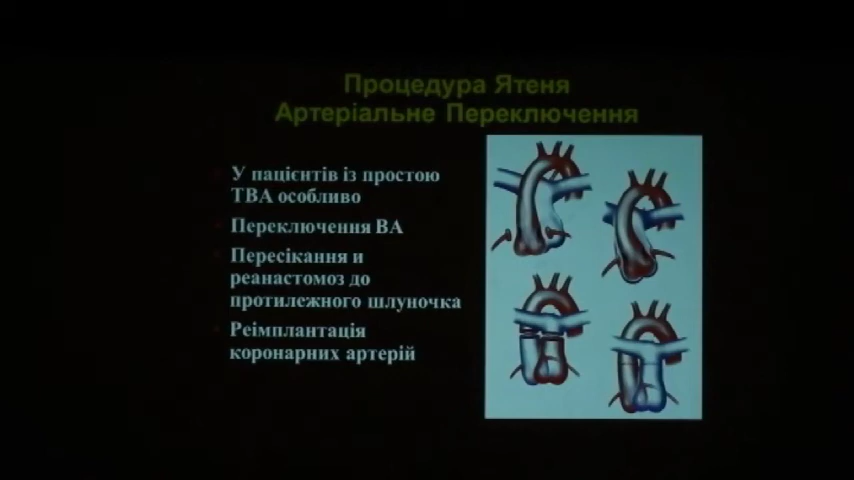 Процедура Ятеня
Артеріальне Переключення
У пацієнтів із простою
ТВА особливо
Переключення ВА
Пересікання и
реанастомоз до
протилежного шлуночка
Реімплантація
коронарних артерій